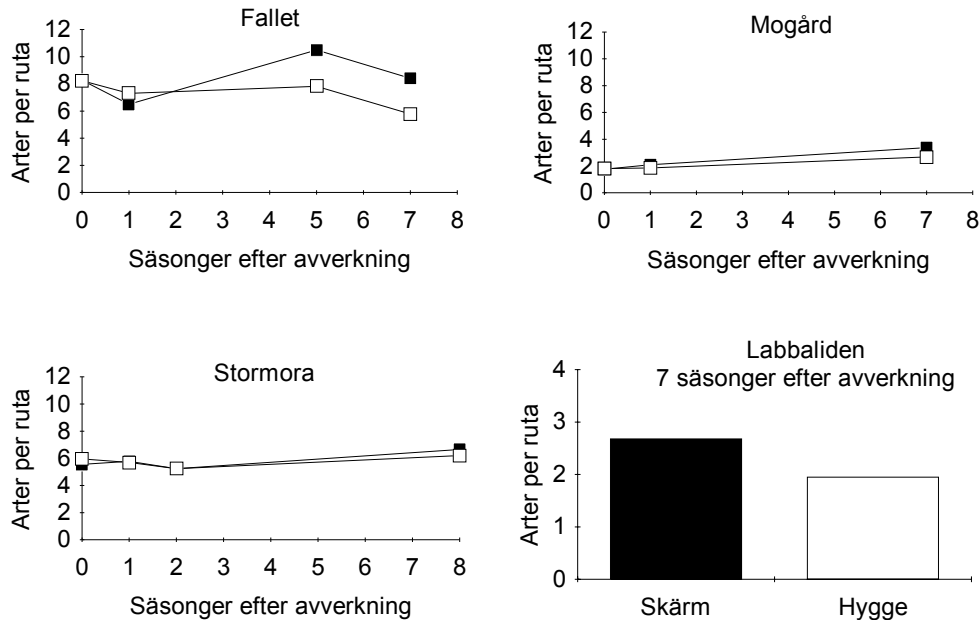 Fallet
Arter per ruta
12
10
8
6
4
2
0
0 1 2 3 4 5 6 7 8
Säsonger efter avverkning
Mogård
Arter per ruta
12
10
8
6
4
2
0
0 1 2 3 4 5 6 7 8
Säsonger efter avverkning
Stormora
Arter per ruta
12
10
8
6
4
2
0
0 1 2 3 4 5 6 7 8
Säsonger efter avverkning
Labbaliden
7 säsonger efter avverkning
Arter per ruta
4
3
2
1
0
Skärm Hygge